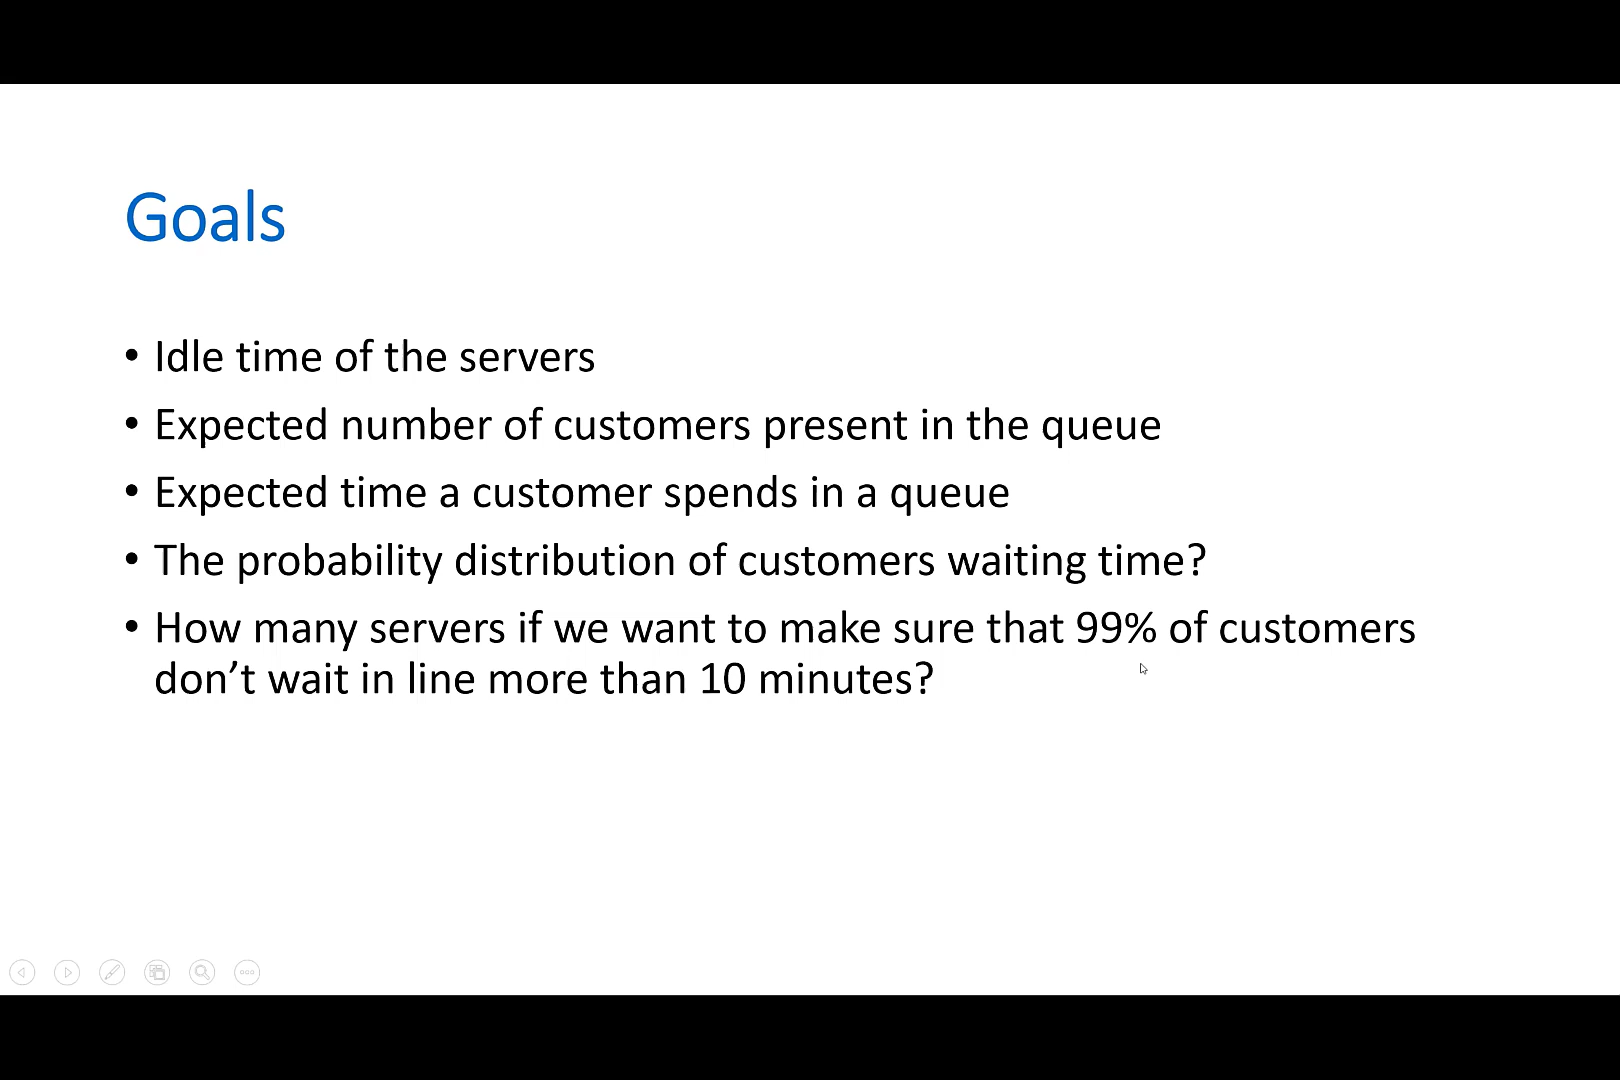 Goals
• Idle time of the servers
• Expected number of customers present in the queue
• Expected time a customer spends in a queue
• The probability distribution of customers waiting time?
• How many servers if we want to make sure that 99% of customers
don’t wait in line more than 10 minutes?